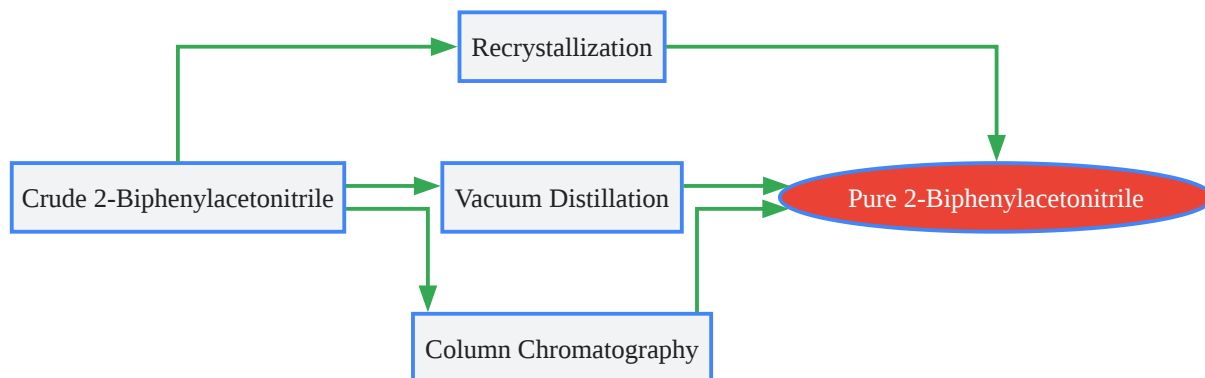 Recrystallization
Crude 2-Biphenylacetonitrile
Vacuum Distillation
Pure 2-Biphenylacetonitrile
Column Chromatography